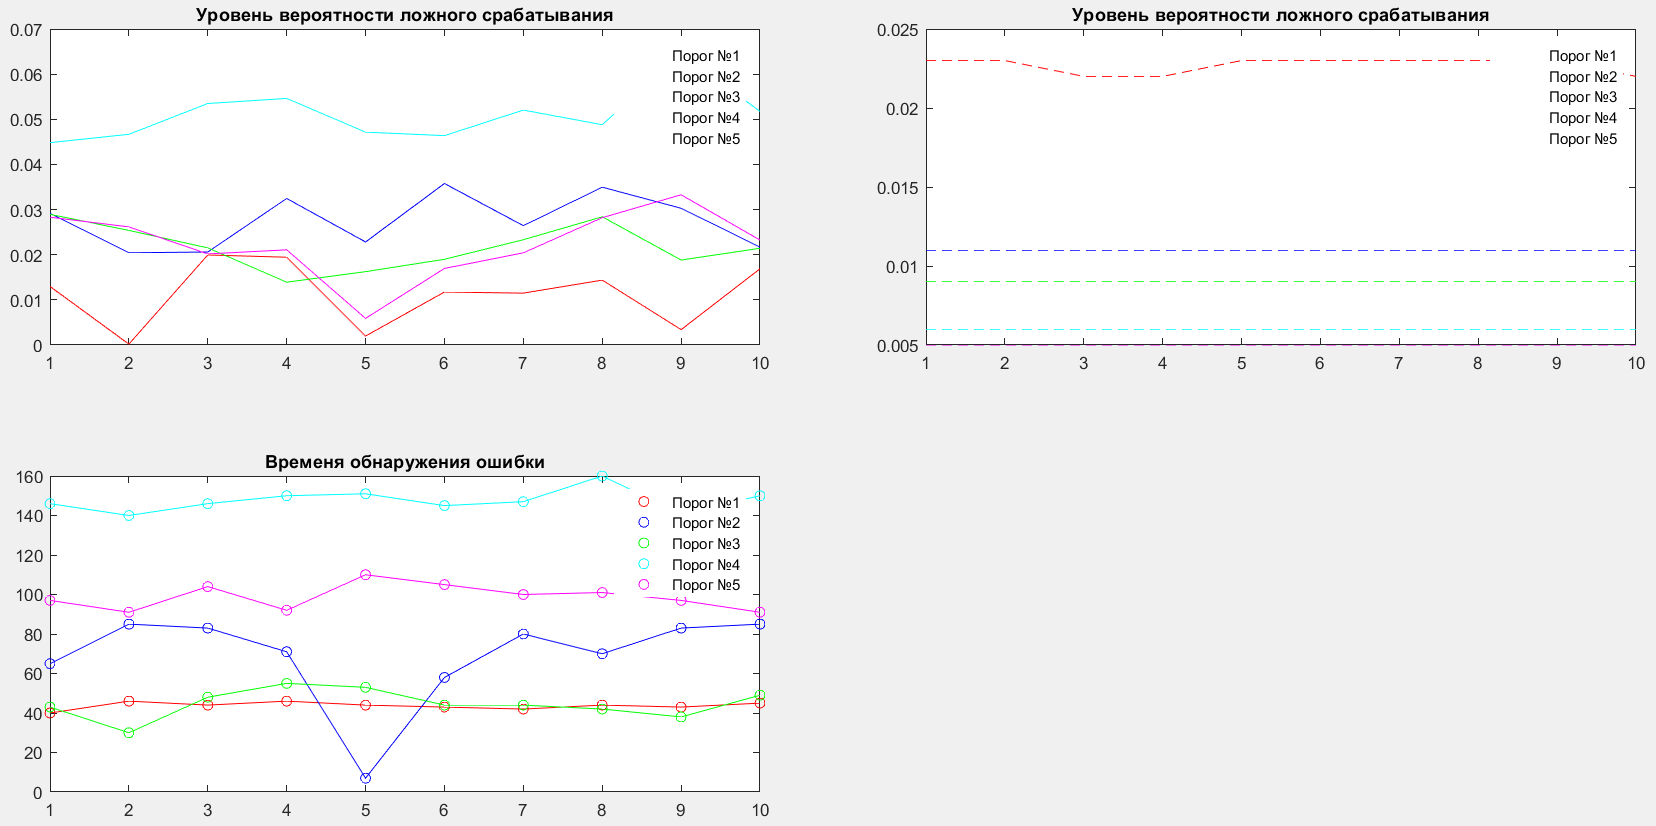 Уровень вероятности ложного срабатывания
0.07
0.06
0.05
0.04
0.03
0.02
0.01
0
1 2 3 4 5 6 7 8 9 10
Порог №1
Порог №2
Порог №3
Порог №4
Порог №5
Уровень вероятности ложного срабатывания
0.025
0.02
0.015
0.01
0.005
1 2 3 4 5 6 7 8 9 10
Порог №1
Порог №2
Порог №3
Порог №4
Порог №5
Временя обнаружения ошибки
160
140
120
100
80
60
40
20
0
1 2 3 4 5 6 7 8 9 10
Порог №1
Порог №2
Порог №3
Порог №4
Порог №5